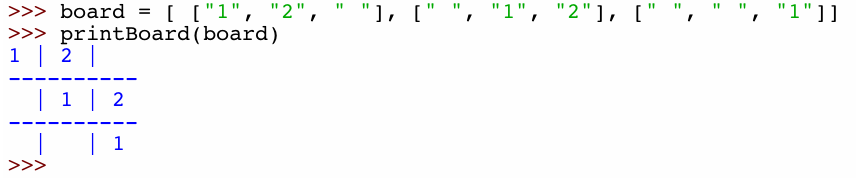 >>> board = [ ["1", "2", " "], [" ", "1", "2"], [" ", " ", "1"]]
>>> printBoard(board)
1 | 2 |
----------
  | 1 | 2
----------
  |   | 1
>>>